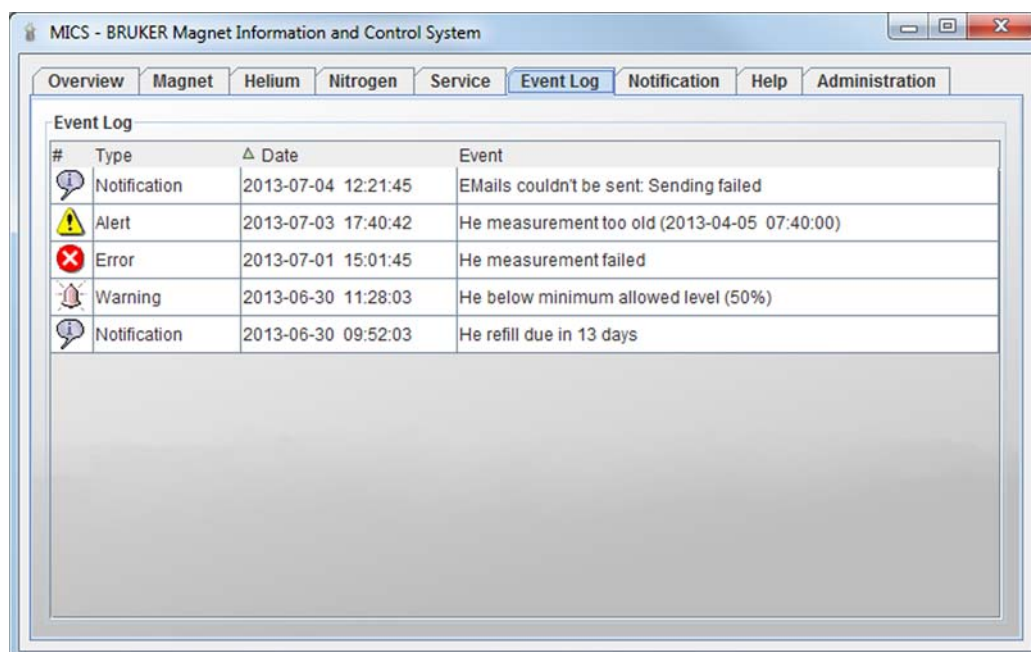 MICS - BRUKER Magnet Information and Control System
Overview Magnet Helium Nitrogen Service Event Log Notification Help Administration
Event Log
# Type Date Event
Notification 2013-07-04 12:21:45 EMails couldn't be sent: Sending failed
Alert 2013-07-03 17:40:42 He measurement too old (2013-04-05 07:40:00)
Error 2013-07-01 15:01:45 He measurement failed
Warning 2013-06-30 11:28:03 He below minimum allowed level (50%)
Notification 2013-06-30 09:52:03 He refill due in 13 days